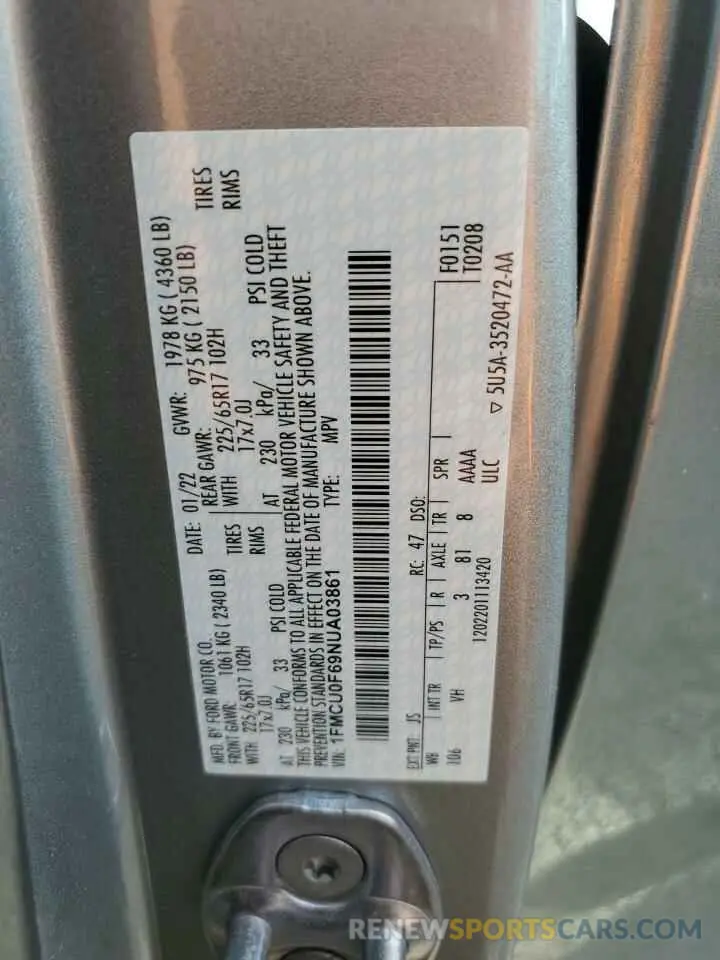 MFD. BY FORD MOTOR CO. DATE: 01/22 GVWR: 1978 KG ( 4360 LB)
FRONT GAWR: 1061 KG ( 2340 LB) REAR GAWR: 975 KG ( 2150 LB)
WITH 225/65R17 102H TIRES WITH 225/65R17 102H TIRES
17x7.0J RIMS 17x7.0J RIMS
AT 230 kPa/ 33 PSI COLD AT 230 kPa/ 33 PSI COLD
THIS VEHICLE CONFORMS TO ALL APPLICABLE FEDERAL MOTOR VEHICLE SAFETY AND THEFT
PREVENTION STANDARDS IN EFFECT ON THE DATE OF MANUFACTURE SHOWN ABOVE.
VIN: 1FMCU0F69NUA03861 TYPE: MPV
EXT PNT: JS RC: 47 DSO: F0151
WB INT TR TP/PS R AXLE TR SPR T0208
106 VH 3 81 8 AAAA
1202201113420 ULC
▽ 5U5A-3520472-AA
RENEWSPORTSCARS.COM